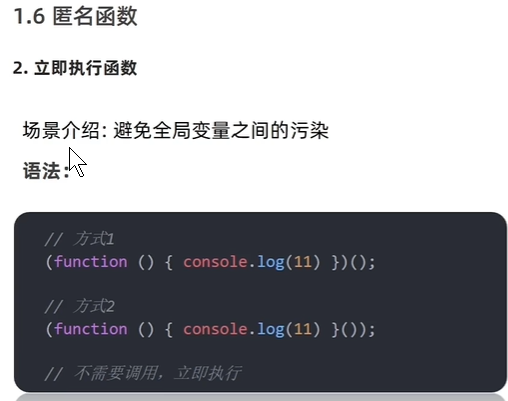 1.6 匿名函数
2. 立即执行函数
场景介绍: 避免全局变量之间的污染
语法:
// 方式1
(function () { console.log(11) })();
// 方式2
(function () { console.log(11) }());
// 不需要调用，立即执行